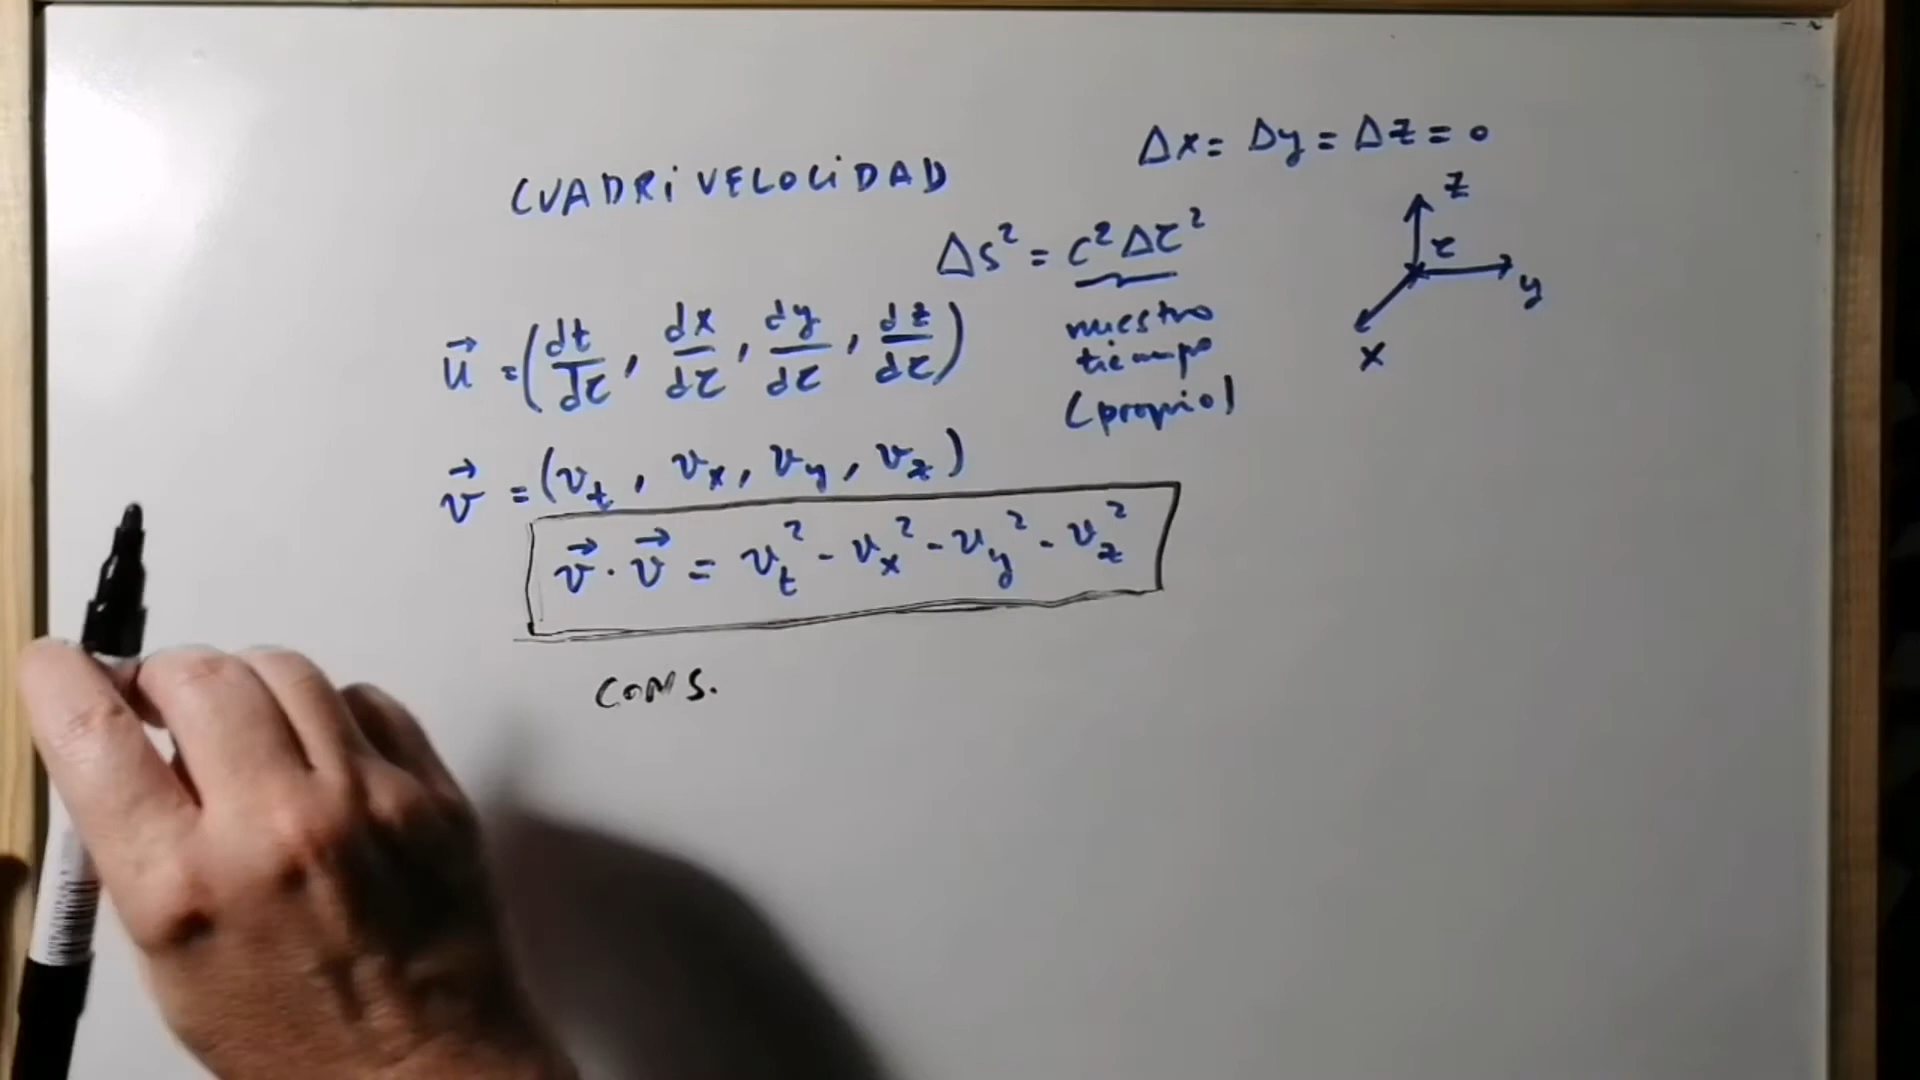 Δx = Δy = Δz = 0
CUADRiVELOCiDAD
z
τ
y
x
Δs² = c²Δτ²
nuestro
tiempo
(propio)
u⃗ = (dt/dτ, dx/dτ, dy/dτ, dz/dτ)
v⃗ = (v_t, v_x, v_y, v_z)
v⃗ · v⃗ = v_t² - v_x² - v_y² - v_z²
CONS.